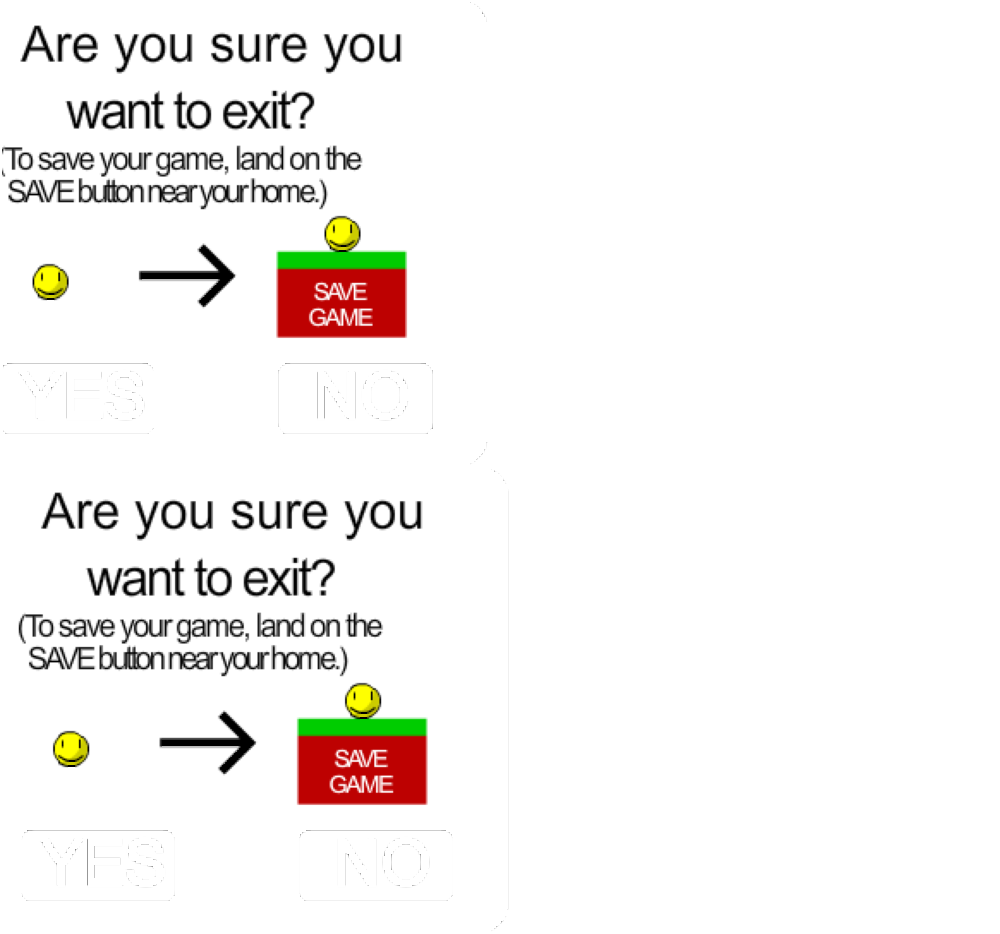 Are you sure you
want to exit?
(To save your game, land on the
SAVE button near your home.)
SAVE
GAME
YES NO
Are you sure you
want to exit?
(To save your game, land on the
SAVE button near your home.)
SAVE
GAME
YES NO